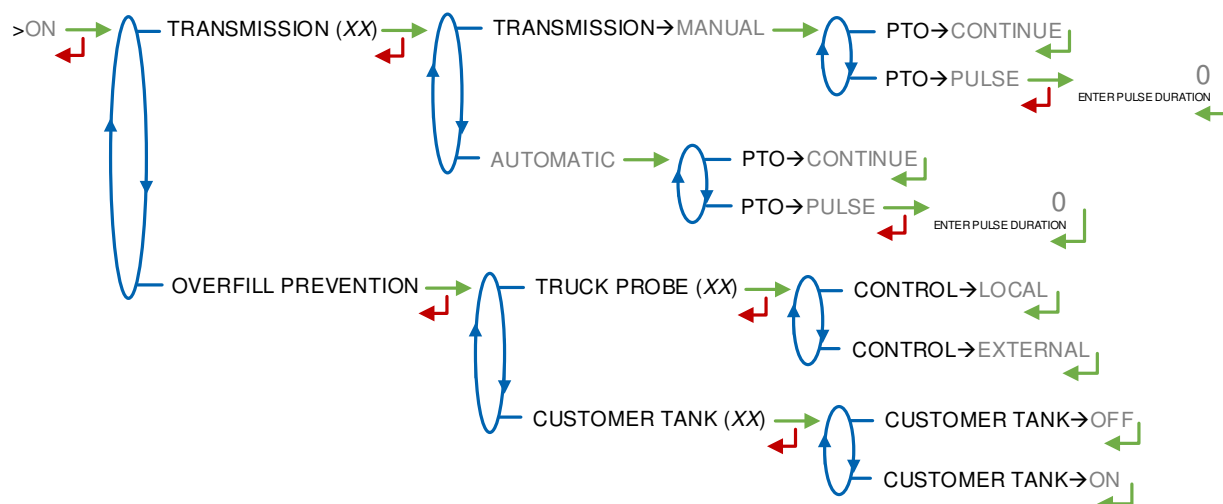 >ON
TRANSMISSION (XX)
TRANSMISSION→MANUAL
PTO→CONTINUE
PTO→PULSE
0
ENTER PULSE DURATION
AUTOMATIC
PTO→CONTINUE
PTO→PULSE
0
ENTER PULSE DURATION
OVERFILL PREVENTION
TRUCK PROBE (XX)
CONTROL→LOCAL
CONTROL→EXTERNAL
CUSTOMER TANK (XX)
CUSTOMER TANK→OFF
CUSTOMER TANK→ON